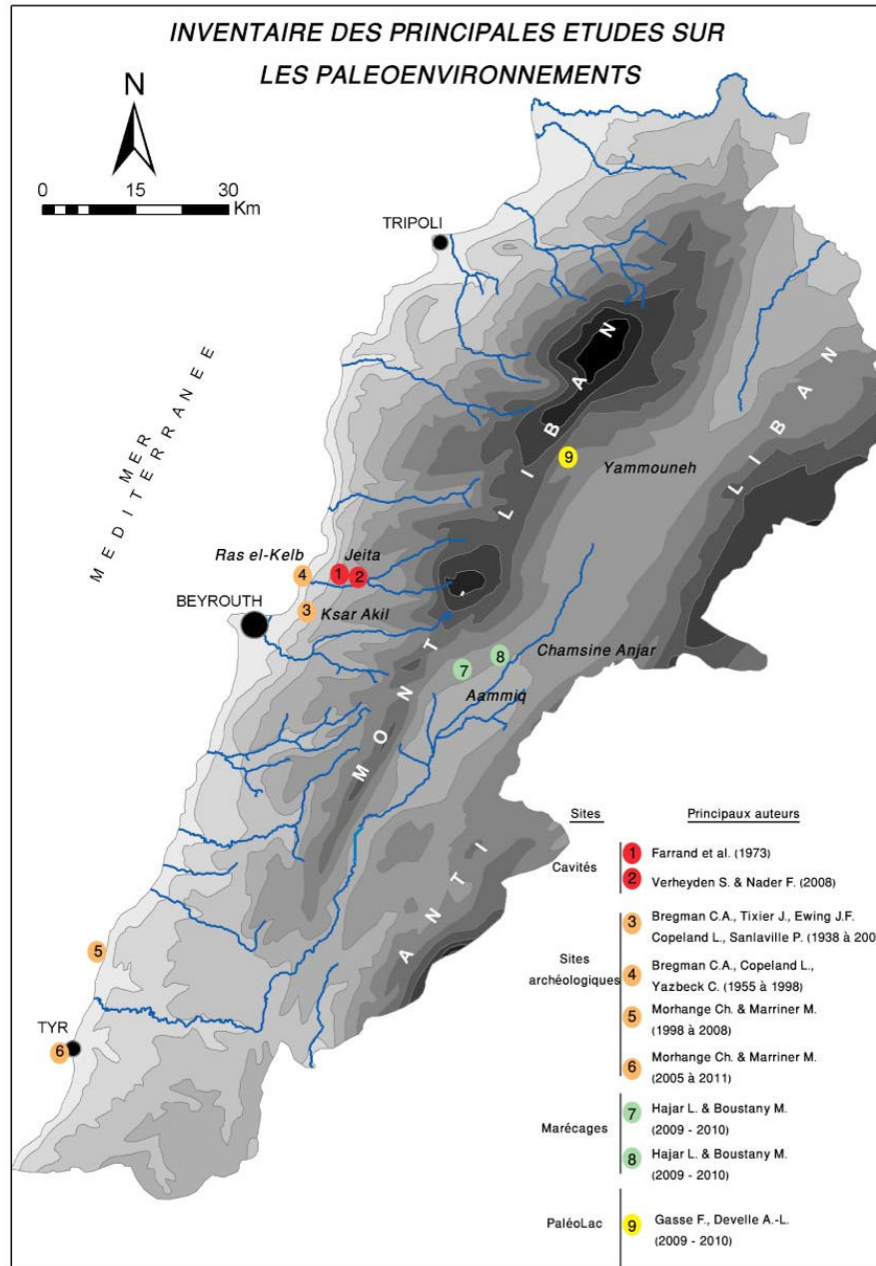 INVENTAIRE DES PRINCIPALES ETUDES SUR
LES PALEOENVIRONNEMENTS
N
0 15 30
Km
TRIPOLI
MER
MEDITERRANEE
MONT LIBAN
ANTI LIBAN
9
Yammouneh
Ras el-Kelb
Jeita
4
1
2
BEYROUTH
3
Ksar Akil
8
Chamsine Anjar
7
Aammiq
5
TYR
6
Sites
Principaux auteurs
Cavités
1 Farrand et al. (1973)
2 Verheyden S. & Nader F. (2008)
Sites
archéologiques
3 Bregman C.A., Tixier J., Ewing J.F.
Copeland L., Sanlaville P. (1938 à 200
4 Bregman C.A., Copeland L.,
Yazbeck C. (1955 à 1998)
5 Morhange Ch. & Marriner M.
(1998 à 2008)
6 Morhange Ch. & Marriner M.
(2005 à 2011)
Marécages
7 Hajar L. & Boustany M.
(2009 - 2010)
8 Hajar L. & Boustany M.
(2009 - 2010)
PaléoLac
9 Gasse F., Develle A.-L.
(2009 - 2010)